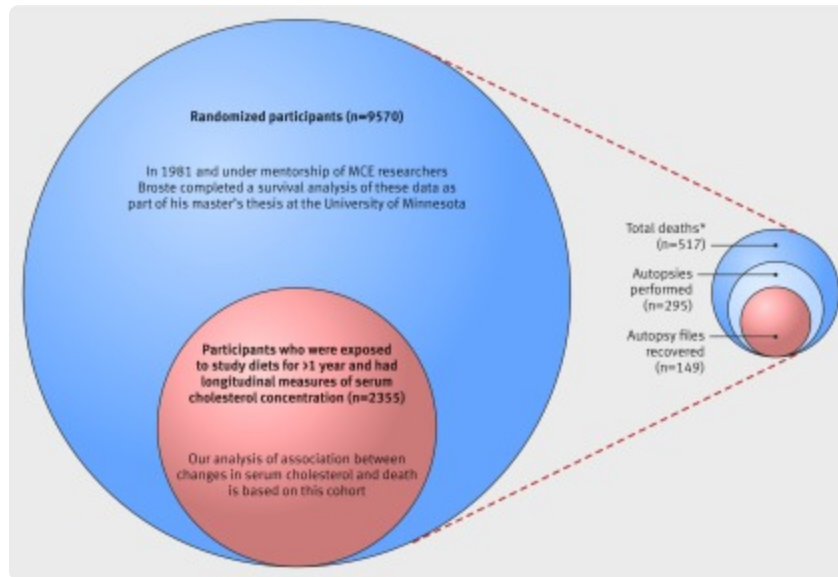 Randomized participants (n=9570)
In 1981 and under mentorship of MCE researchers
Broste completed a survival analysis of these data as
part of his master's thesis at the University of Minnesota
Participants who were exposed
to study diets for >1 year and had
longitudinal measures of serum
cholesterol concentration (n=2355)
Our analysis of association between
changes in serum cholesterol and death
is based on this cohort
Total deaths*
(n=517)
Autopsies
performed
(n=295)
Autopsy files
recovered
(n=149)